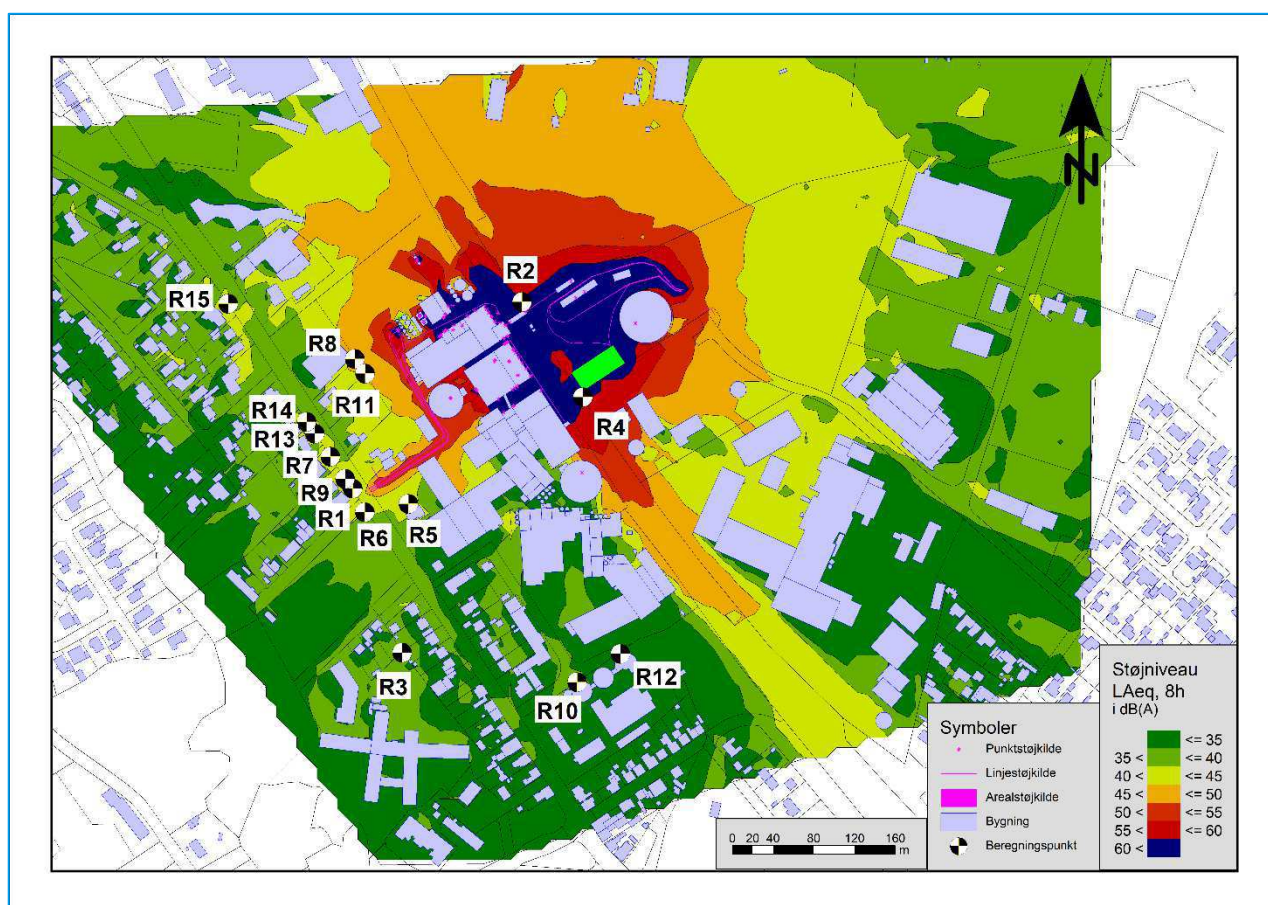 N
R2
R15
R8
R11
R14
R13
R4
R7
R9
R1
R6
R5
R3
R12
R10
Symboler
Punktstøjkilde
Linjestøjkilde
Arealstøjkilde
Bygning
Beregningspunkt
0 20 40 80 120 160
m
Støjniveau
LAeq, 8h
i dB(A)
<= 35
35 < <= 40
40 < <= 45
45 < <= 50
50 < <= 55
55 < <= 60
60 <